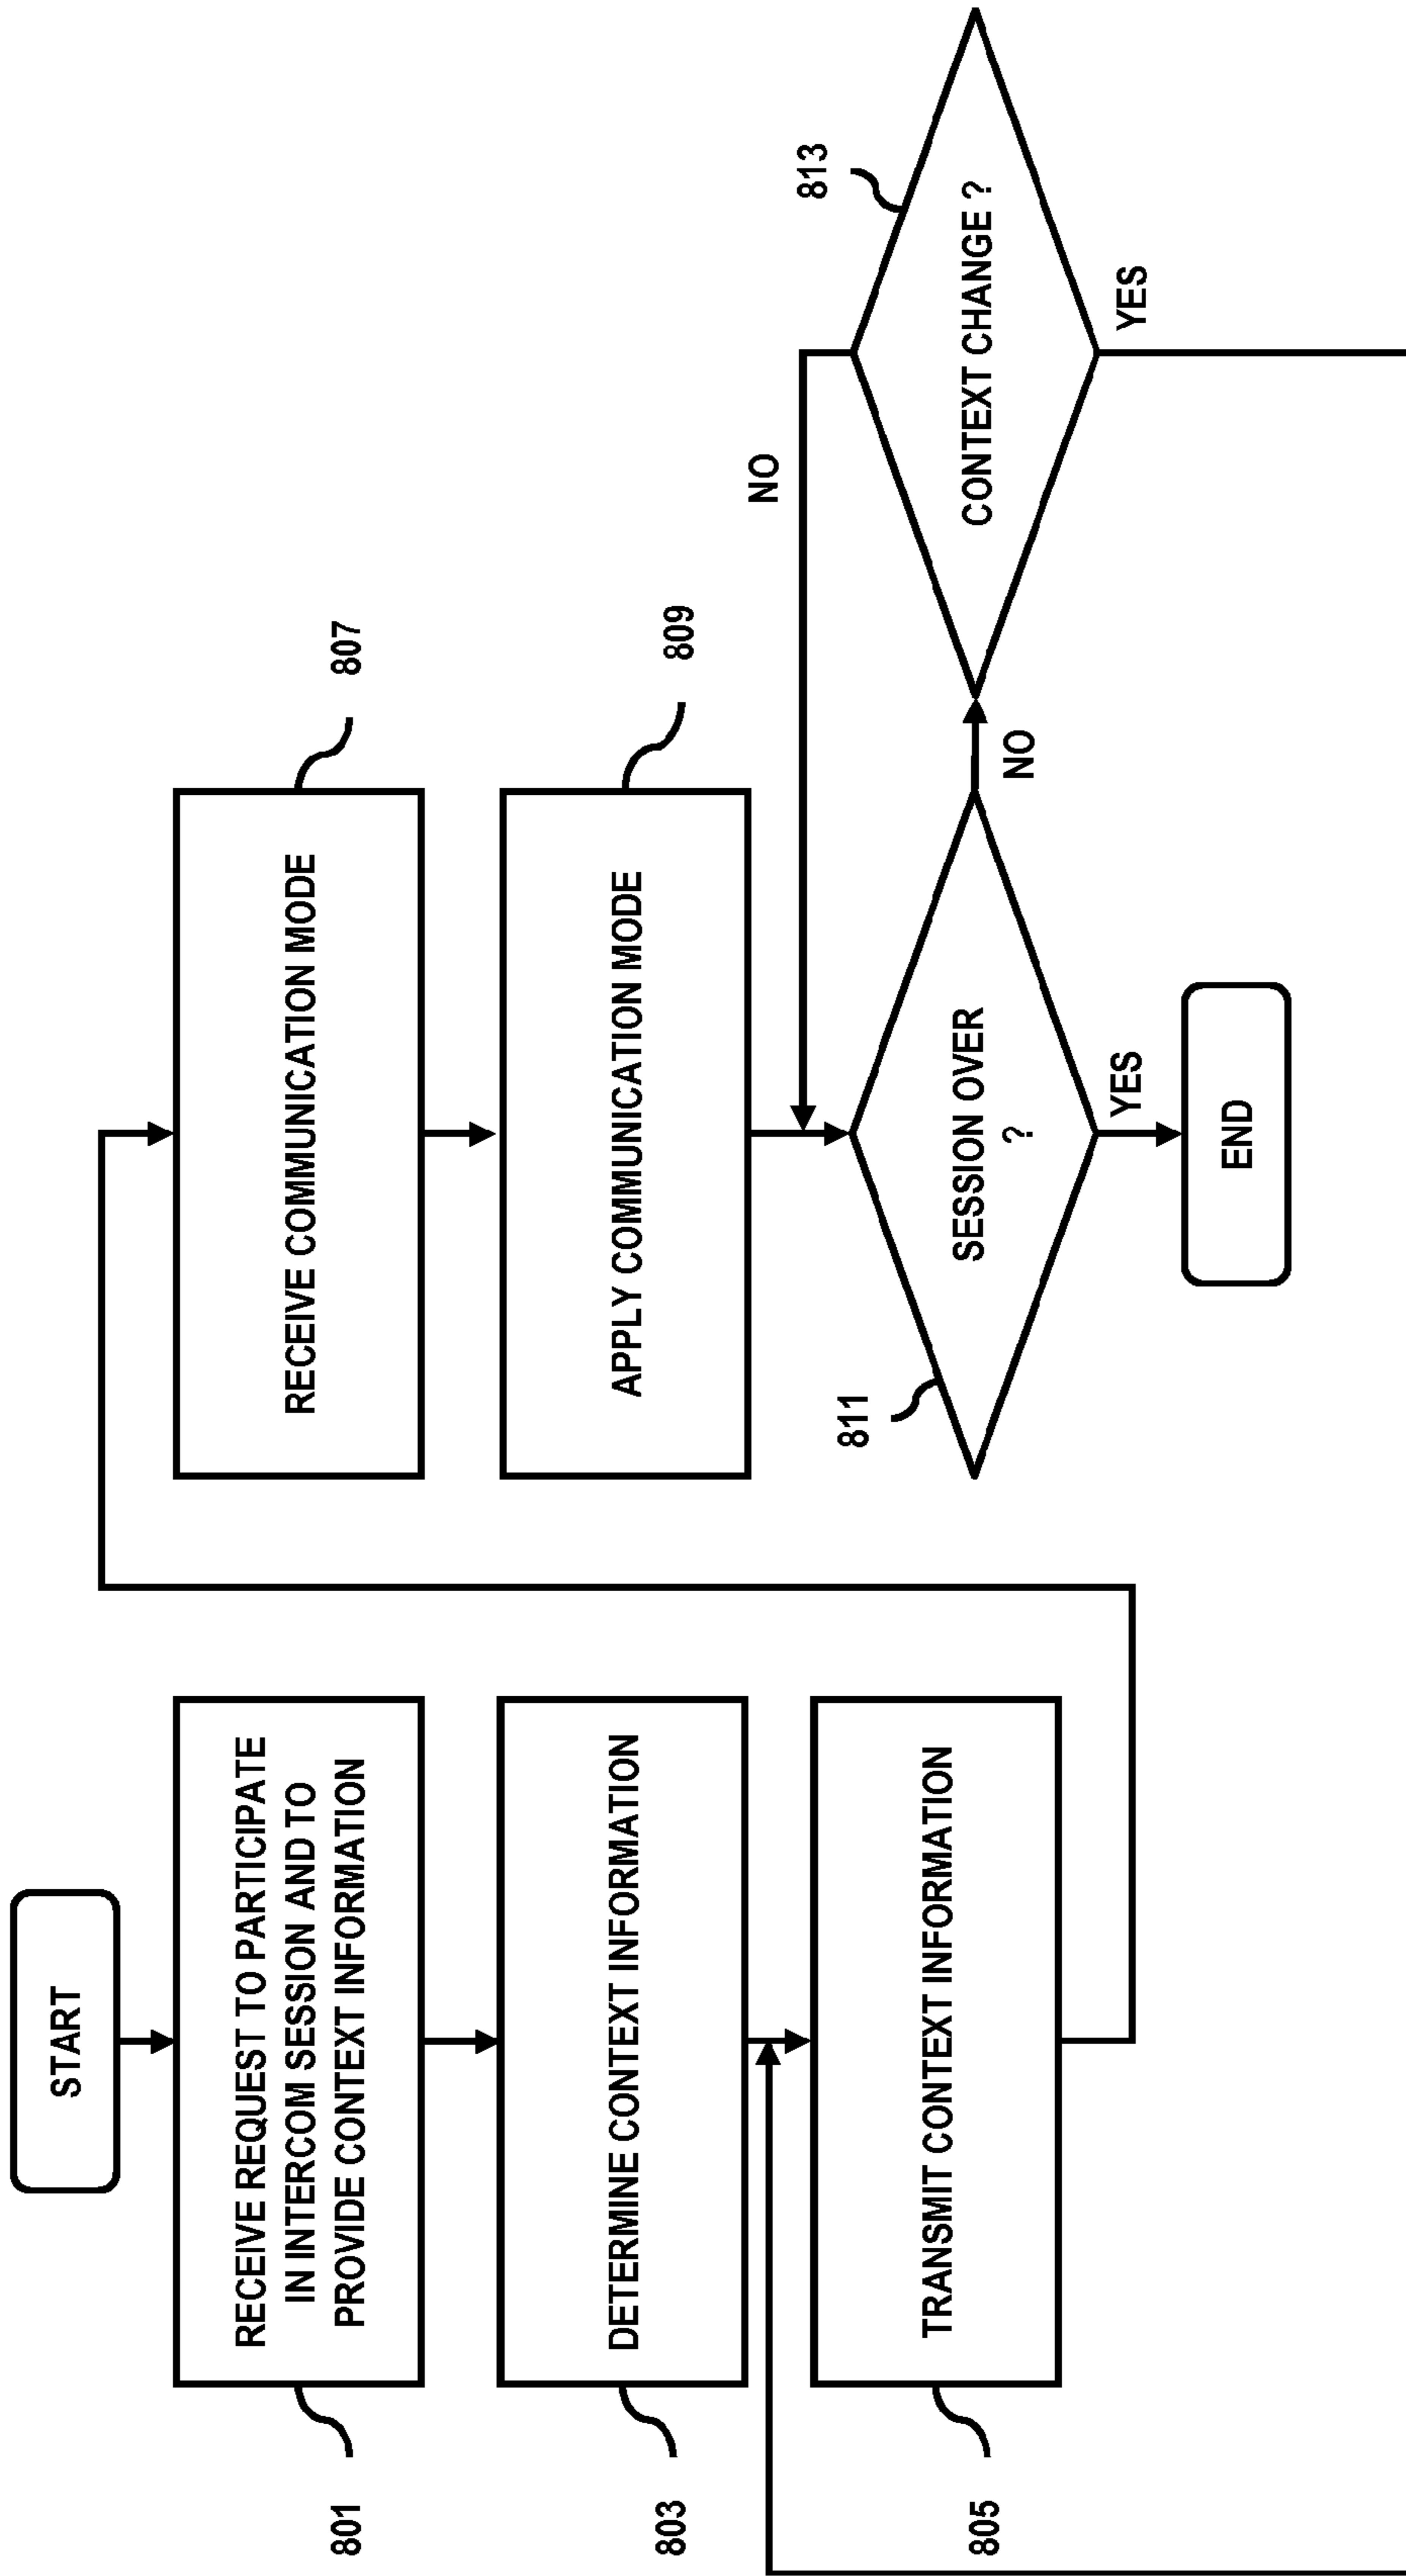 START
801
RECEIVE REQUEST TO PARTICIPATE
IN INTERCOM SESSION AND TO
PROVIDE CONTEXT INFORMATION
803
DETERMINE CONTEXT INFORMATION
805
TRANSMIT CONTEXT INFORMATION
RECEIVE COMMUNICATION MODE
807
APPLY COMMUNICATION MODE
809
811
SESSION OVER
?
NO
YES
END
813
CONTEXT CHANGE ?
NO
YES